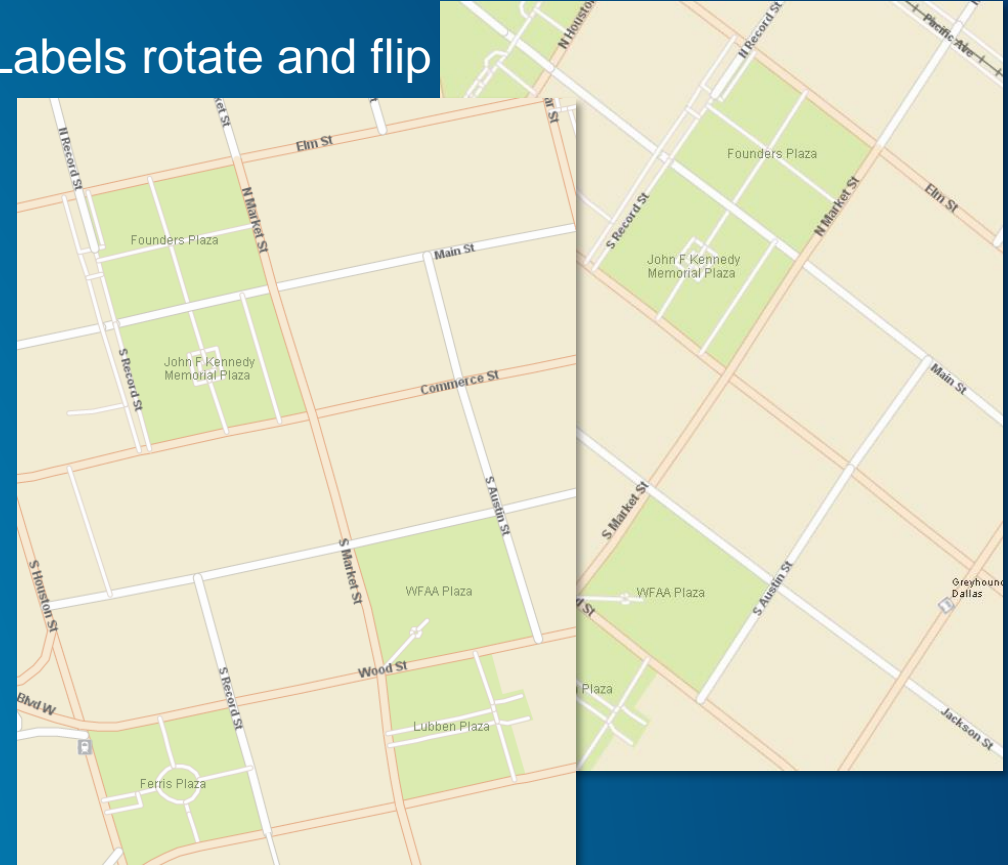 Labels rotate and flip
N Record St
Elm St
N Market St
Founders Plaza
Main St
S Record St
John F Kennedy
Memorial Plaza
Commerce St
S Austin St
S Houston St
S Market St
WFAA Plaza
Wood St
S Record St
Blvd W
Lubben Plaza
Ferris Plaza
N Record St
Pacific Ave
Founders Plaza
Elm St
S Record St
N Market St
John F Kennedy
Memorial Plaza
Main St
S Market St
S Austin St
WFAA Plaza
Greyhound
Dallas
Plaza
Jackson St